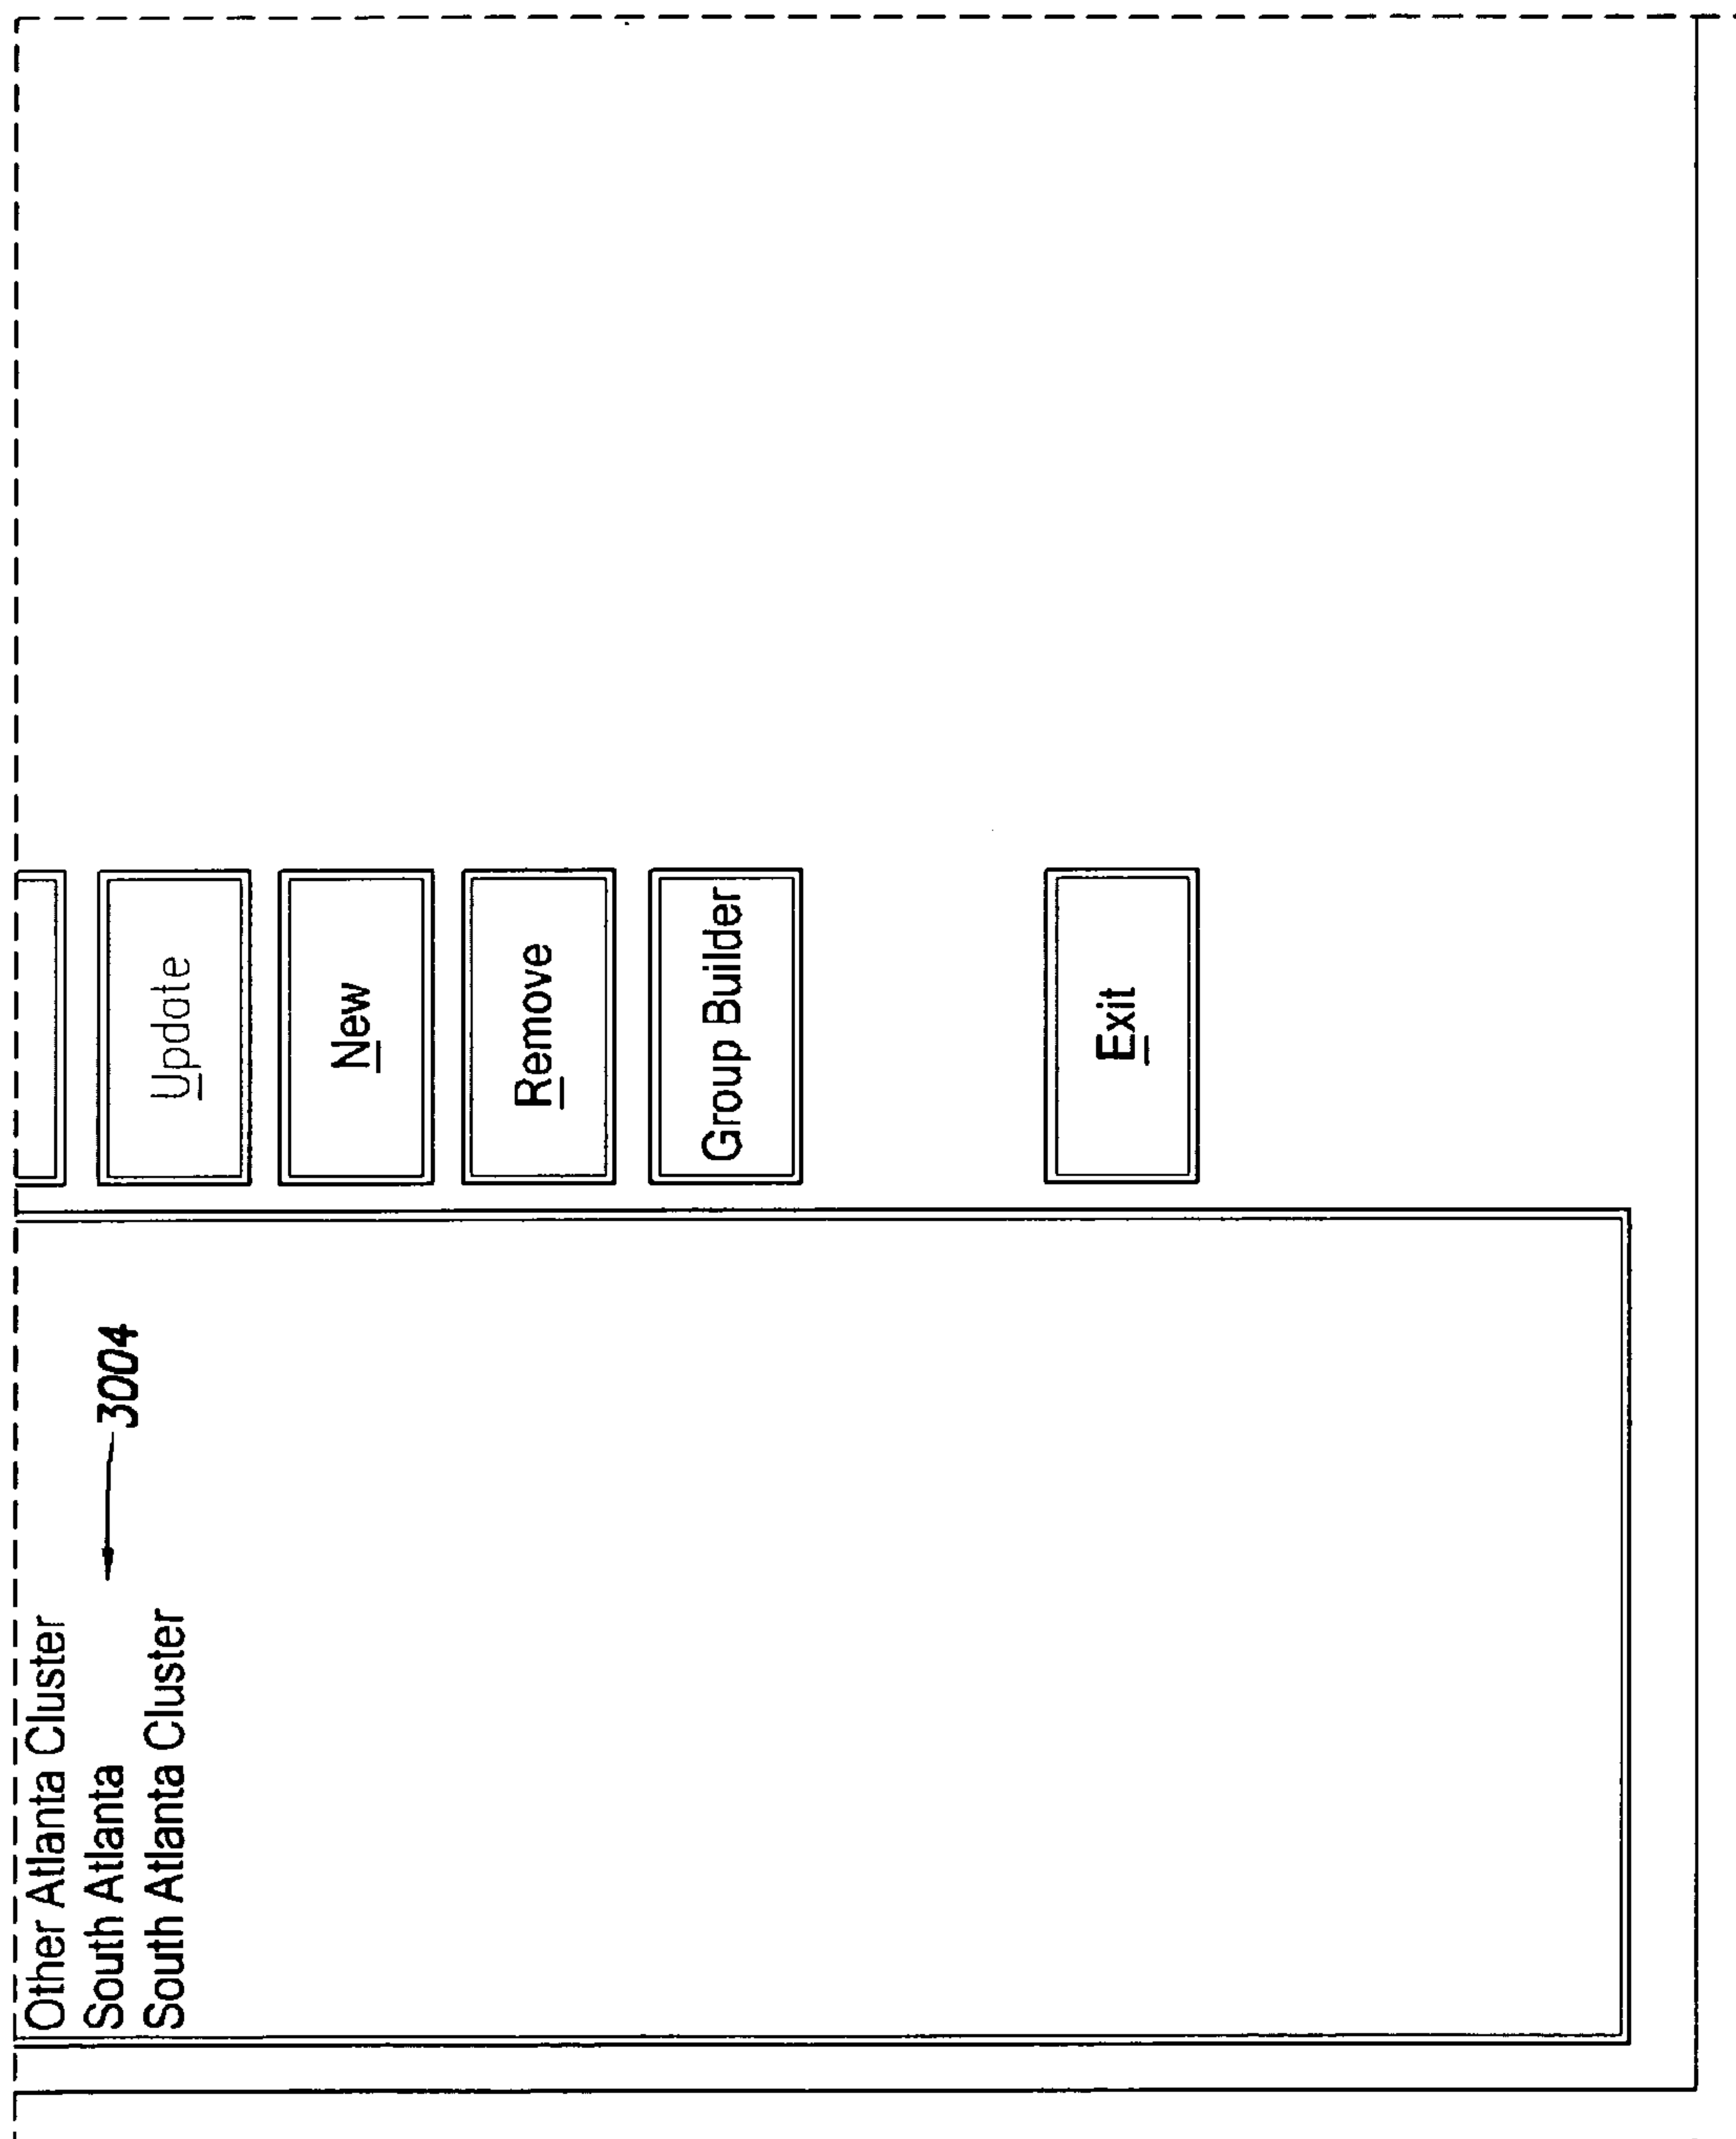 Other Atlanta Cluster
South Atlanta
South Atlanta Cluster
3004
Update
New
Remove
Group Builder
Exit